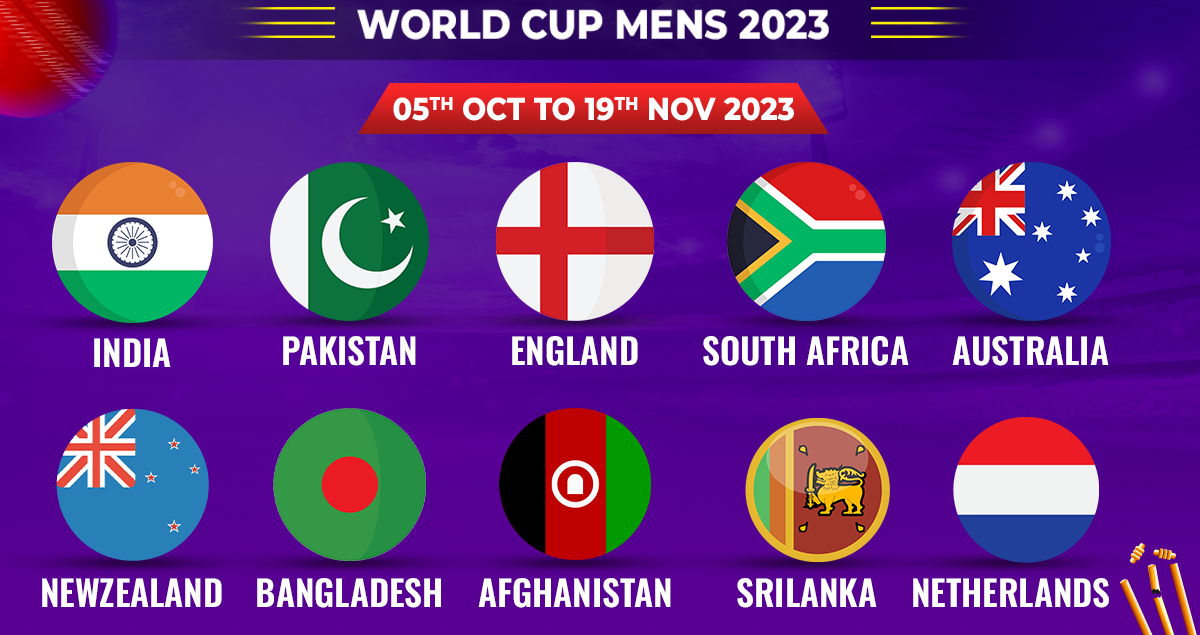 WORLD CUP MENS 2023
05TH OCT TO 19TH NOV 2023
INDIA PAKISTAN ENGLAND SOUTH AFRICA AUSTRALIA
NEWZEALAND BANGLADESH AFGHANISTAN SRILANKA NETHERLANDS